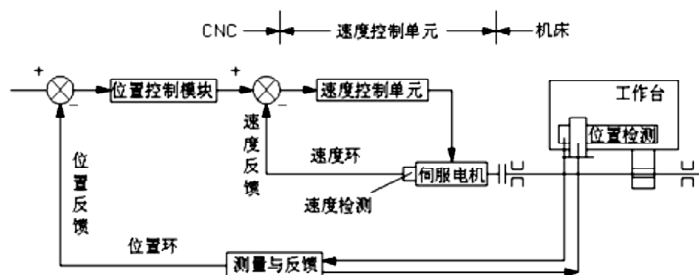 CNC 速度控制单元 机床
+ + 工作台
位置控制模块 速度控制单元 位置检测
－ －
位置反馈 速度反馈 速度环 伺服电机
速度检测
位置环
测量与反馈